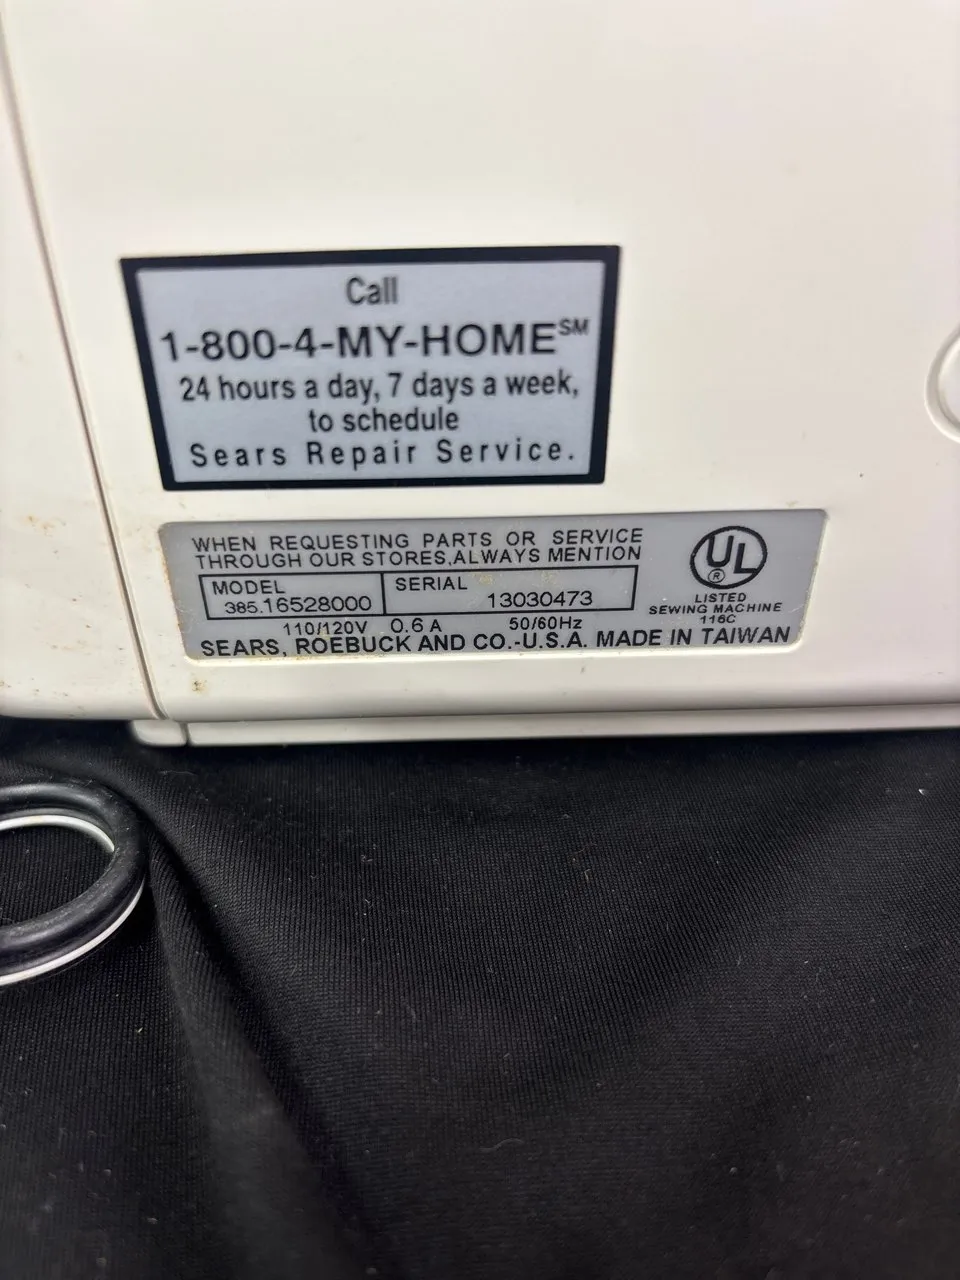 Call
1-800-4-MY-HOME℠
24 hours a day, 7 days a week,
to schedule
Sears Repair Service.
WHEN REQUESTING PARTS OR SERVICE
THROUGH OUR STORES,ALWAYS MENTION
MODEL
385.16528000
SERIAL
13030473
110/120V 0.6 A 50/60Hz
SEARS, ROEBUCK AND CO.-U.S.A. MADE IN TAIWAN
UL
®
LISTED
SEWING MACHINE
116C